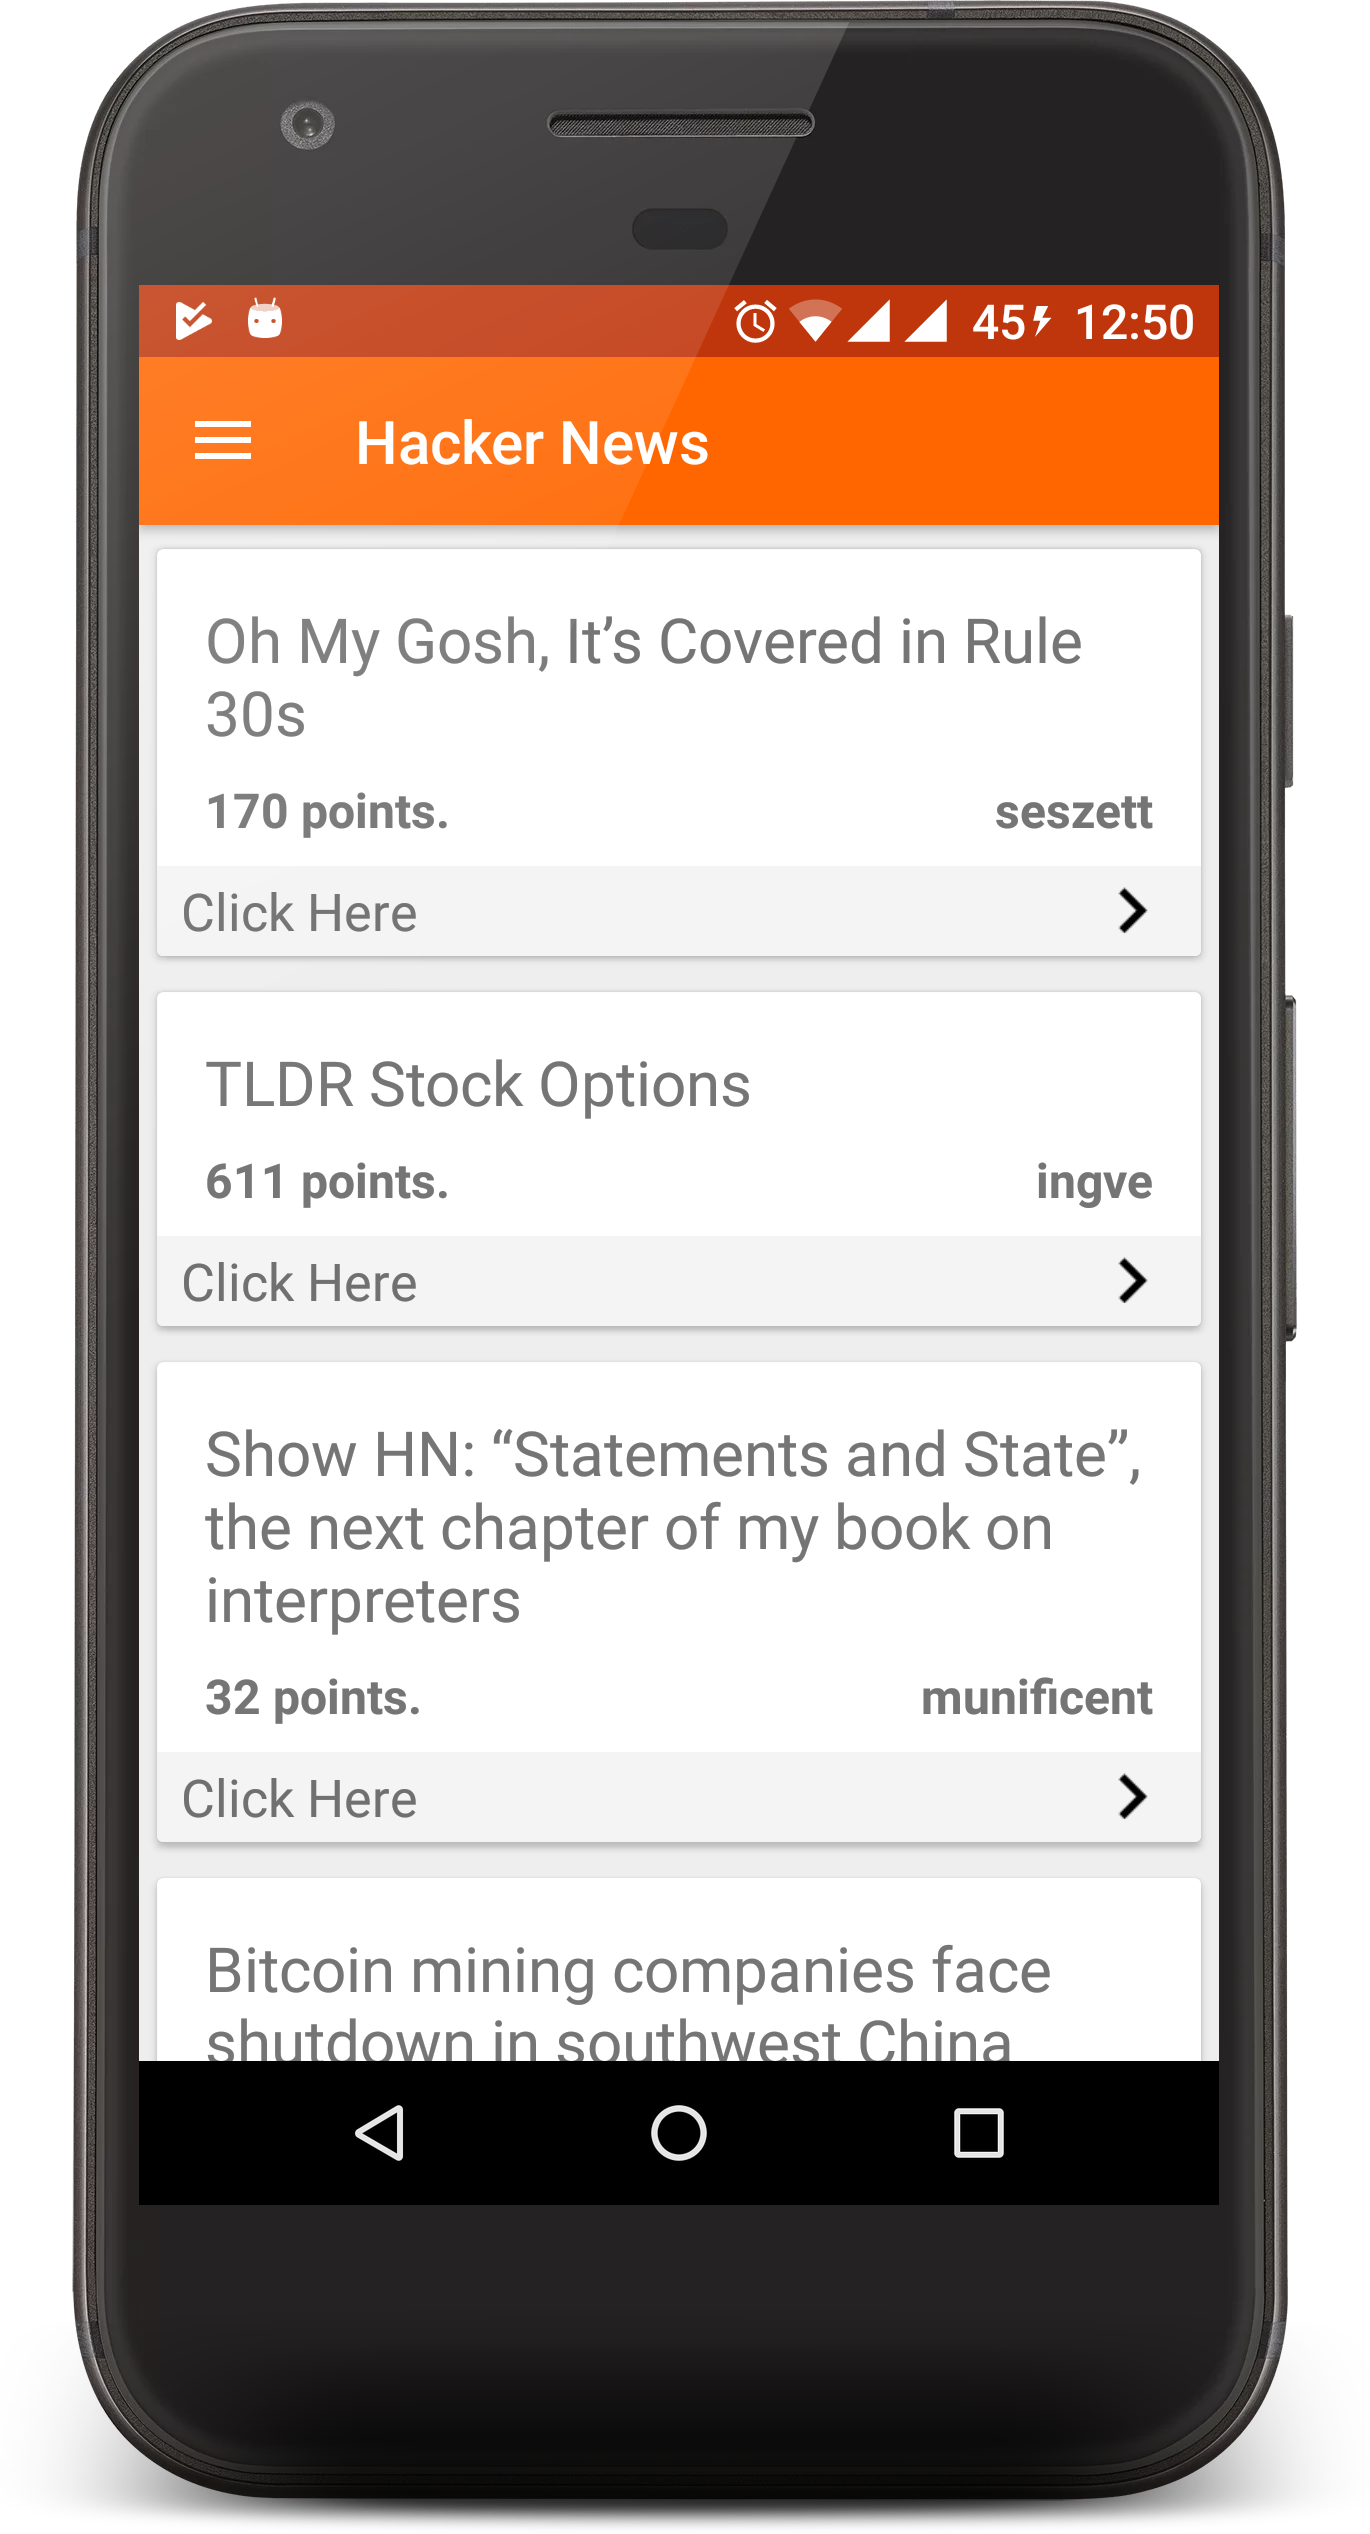 45 12:50
Hacker News
Oh My Gosh, It’s Covered in Rule
30s
170 points. seszett
Click Here
TLDR Stock Options
611 points. ingve
Click Here
Show HN: “Statements and State”,
the next chapter of my book on
interpreters
32 points. munificent
Click Here
Bitcoin mining companies face
shutdown in southwest China